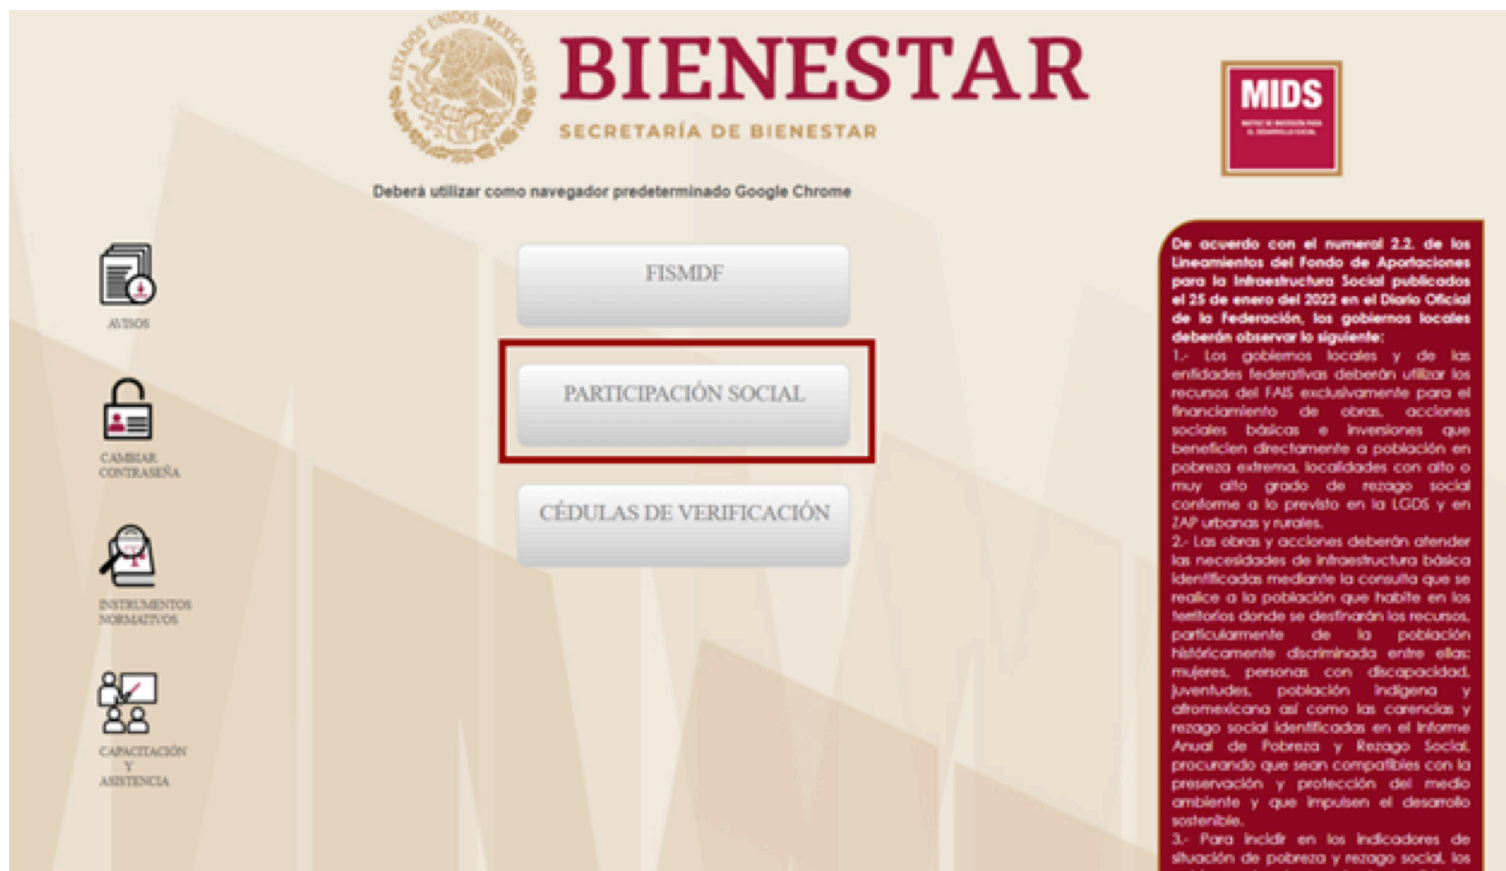 ESTADOS UNIDOS MEXICANOS
BIENESTAR
SECRETARÍA DE BIENESTAR
MIDS
MATRIZ DE INVERSIÓN PARA
EL DESARROLLO SOCIAL
Deberá utilizar como navegador predeterminado Google Chrome
AVISOS
CAMBIAR
CONTRASEÑA
INSTRUMENTOS
NORMATIVOS
CAPACITACIÓN
Y
ASISTENCIA
FISMDF
PARTICIPACIÓN SOCIAL
CÉDULAS DE VERIFICACIÓN
De acuerdo con el numeral 2.2. de los
Lineamientos del Fondo de Aportaciones
para la Infraestructura Social publicados
el 25 de enero del 2022 en el Diario Oficial
de la Federación, los gobiernos locales
deberán observar lo siguiente:
1.- Los gobiernos locales y de las
entidades federativas deberán utilizar los
recursos del FAIS exclusivamente para el
financiamiento de obras, acciones
sociales básicas e inversiones que
beneficien directamente a población en
pobreza extrema, localidades con alto o
muy alto grado de rezago social
conforme a lo previsto en la LGDS y en
ZAP urbanas y rurales.
2.- Las obras y acciones deberán atender
las necesidades de infraestructura básica
identificadas mediante la consulta que se
realice a la población que habite en los
territorios donde se destinarán los recursos,
particularmente de la población
históricamente discriminada entre ellas:
mujeres, personas con discapacidad,
juventudes, población indígena y
afromexicana así como las carencias y
rezago social identificadas en el Informe
Anual de Pobreza y Rezago Social,
procurando que sean compatibles con la
preservación y protección del medio
ambiente y que impulsen el desarrollo
sostenible.
3.- Para incidir en los indicadores de
situación de pobreza y rezago social, los